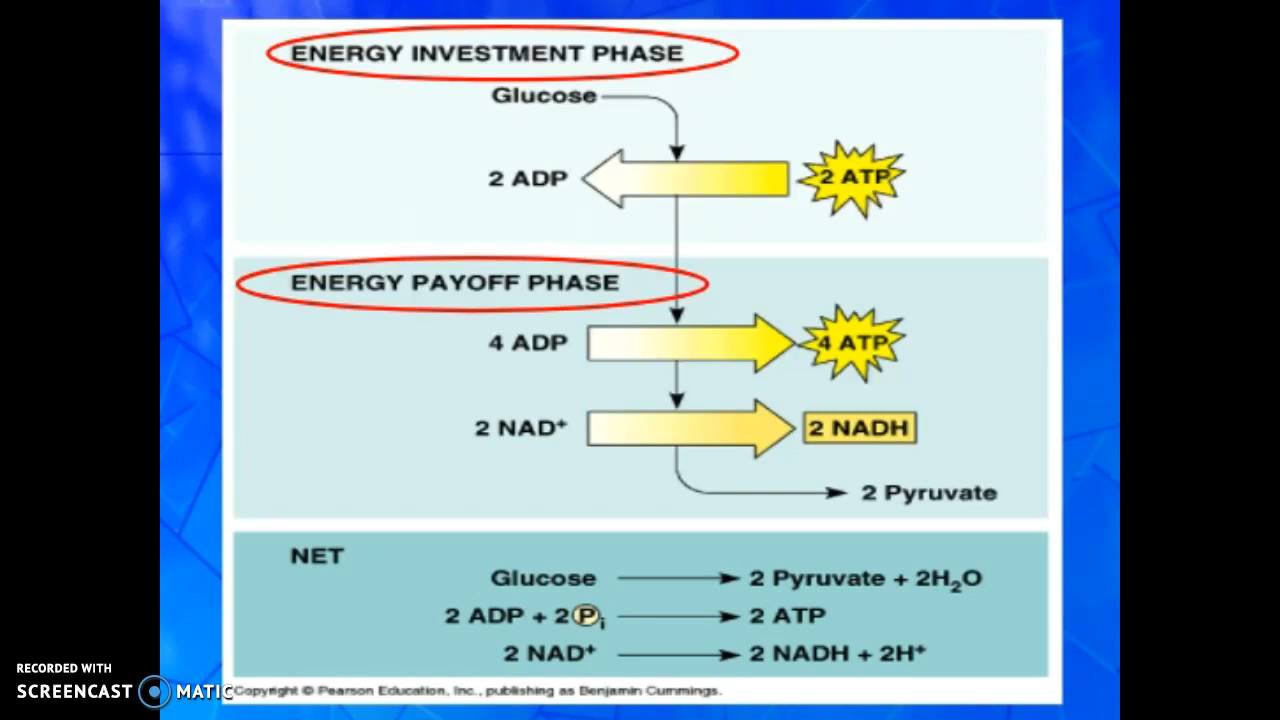 ENERGY INVESTMENT PHASE
Glucose
2 ADP 2 ATP
ENERGY PAYOFF PHASE
4 ADP 4 ATP
2 NAD⁺ 2 NADH
2 Pyruvate
NET
Glucose 2 Pyruvate + 2H₂O
2 ADP + 2 Pᵢ 2 ATP
2 NAD⁺ 2 NADH + 2H⁺
RECORDED WITH
SCREENCAST MATIC
Copyright © Pearson Education, Inc., publishing as Benjamin Cummings.